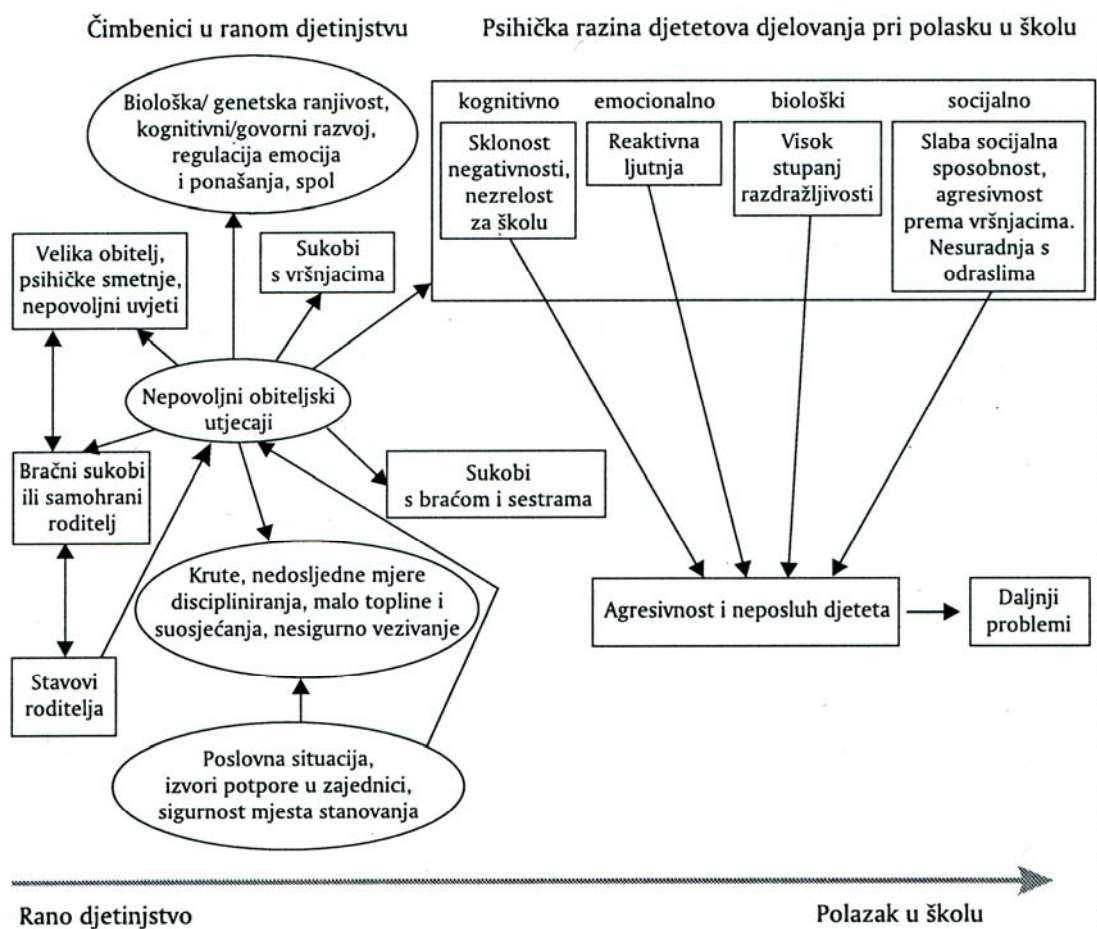 Čimbenici u ranom djetinjstvu
Psihička razina djetetova djelovanja pri polasku u školu
Biološka/ genetska ranjivost,
kognitivni/govorni razvoj,
regulacija emocija
i ponašanja, spol
kognitivno
Sklonost
negativnosti,
nezrelost
za školu
emocionalno
Reaktivna
ljutnja
biološki
Visok
stupanj
razdražljivosti
socijalno
Slaba socijalna
sposobnost,
agresivnost
prema vršnjacima.
Nesuradnja s
odraslima
Velika obitelj,
psihičke smetnje,
nepovoljni uvjeti
Sukobi
s vršnjacima
Nepovoljni obiteljski
utjecaji
Bračni sukobi
ili samohrani
roditelj
Sukobi
s braćom i sestrama
Krute, nedosljedne mjere
discipliniranja, malo topline i
suosjećanja, nesigurno vezivanje
Agresivnost i neposluh djeteta
Daljnji
problemi
Stavovi
roditelja
Poslovna situacija,
izvori potpore u zajednici,
sigurnost mjesta stanovanja
Rano djetinjstvo
Polazak u školu